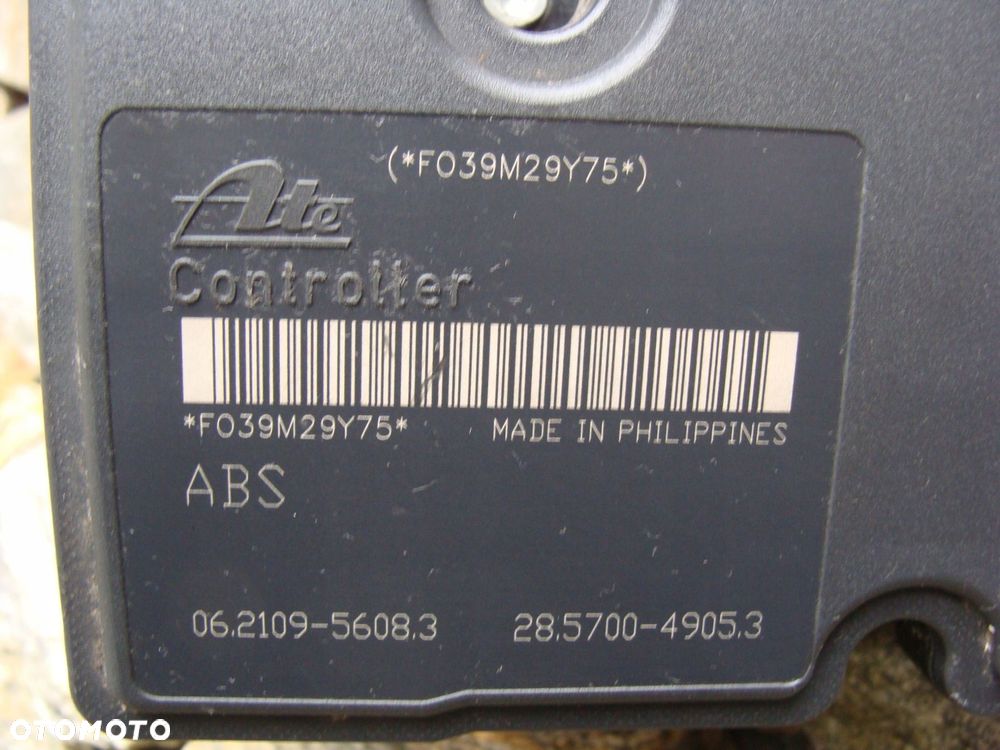 (*FO39M29Y75*)
Ate
Controller
*FO39M29Y75* MADE IN PHILIPPINES
ABS
06.2109-5608.3 28.5700-4905.3
OTOMOTO